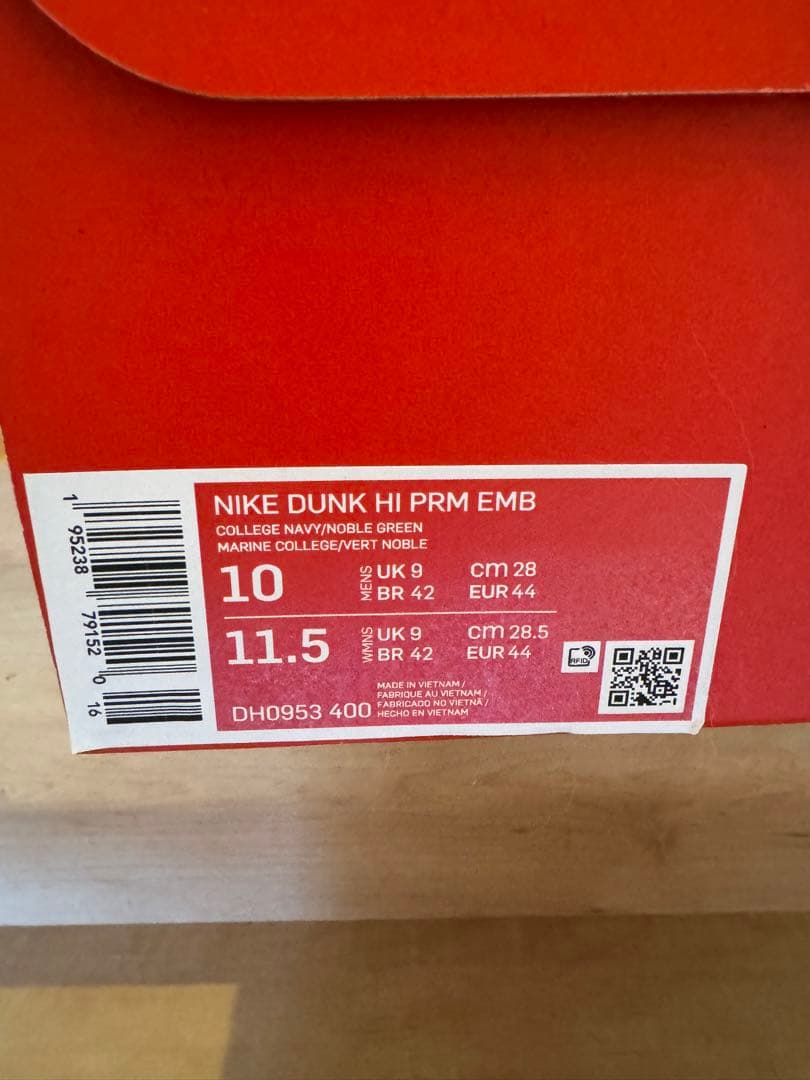 NIKE DUNK HI PRM EMB
COLLEGE NAVY/NOBLE GREEN
MARINE COLLEGE/VERT NOBLE
10 MENS UK 9 cm 28
BR 42 EUR 44
11.5 WMNS UK 9 cm 28.5
BR 42 EUR 44
DH0953 400
MADE IN VIETNAM /
FABRIQUE AU VIETNAM /
FABRICADO NO VIETNÃ /
HECHO EN VIETNAM
RFID
1 95238 79152 0 16